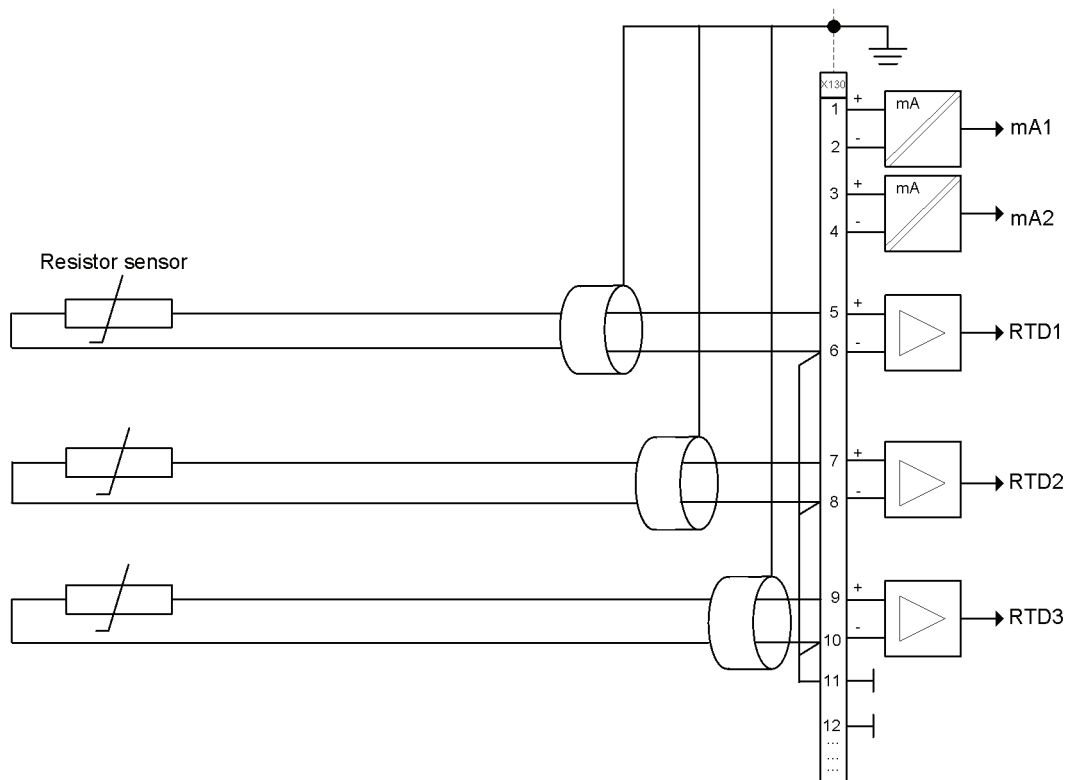 X130
1 + mA mA1
2 -
3 + mA mA2
4 -
Resistor sensor
5 + RTD1
6 -
7 + RTD2
8 -
9 + RTD3
10 -
11
12
...
...
...